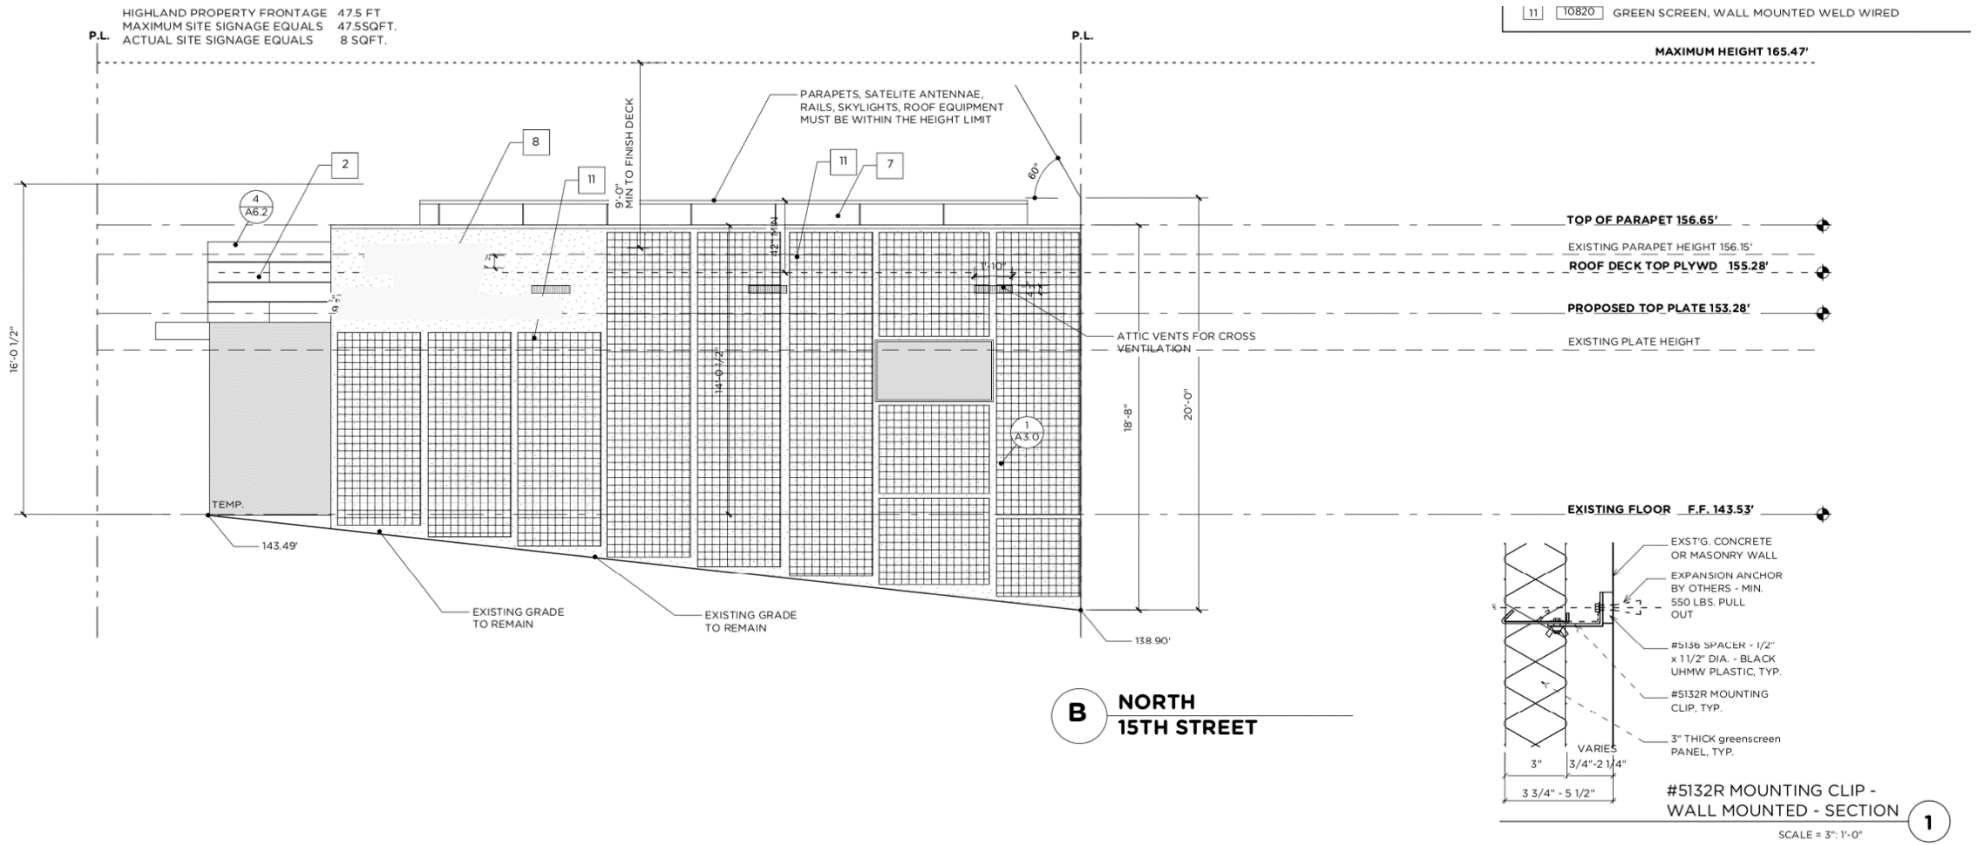 HIGHLAND PROPERTY FRONTAGE 47.5 FT
MAXIMUM SITE SIGNAGE EQUALS 47.5SQFT.
ACTUAL SITE SIGNAGE EQUALS 8 SQFT.
P.L.
P.L.
11 10820 GREEN SCREEN, WALL MOUNTED WELD WIRED
MAXIMUM HEIGHT 165.47'
PARAPETS, SATELITE ANTENNAE,
RAILS, SKYLIGHTS, ROOF EQUIPMENT
MUST BE WITHIN THE HEIGHT LIMIT
9'-0"
MIN TO FINISH DECK
2
8
11
11
7
60°
4
A6.2
42" MIN
1'-10"
16'-0 1/2"
14'-0 1/2"
18'-8"
20'-0"
TOP OF PARAPET 156.65'
EXISTING PARAPET HEIGHT 156.15'
ROOF DECK TOP PLYWD 155.28'
PROPOSED TOP PLATE 153.28'
EXISTING PLATE HEIGHT
ATTIC VENTS FOR CROSS
VENTILATION
1
A3.0
TEMP.
143.49'
EXISTING FLOOR F.F. 143.53'
EXISTING GRADE
TO REMAIN
EXISTING GRADE
TO REMAIN
138.90'
B
NORTH
15TH STREET
EXST'G. CONCRETE
OR MASONRY WALL
EXPANSION ANCHOR
BY OTHERS - MIN.
550 LBS. PULL
OUT
#5136 SPACER - 1/2"
x 1 1/2" DIA. - BLACK
UHMW PLASTIC, TYP.
#5132R MOUNTING
CLIP, TYP.
3" THICK greenscreen
PANEL, TYP.
VARIES
3" 3/4"-2 1/4"
3 3/4" - 5 1/2"
#5132R MOUNTING CLIP -
WALL MOUNTED - SECTION
1
SCALE = 3": 1'-0"